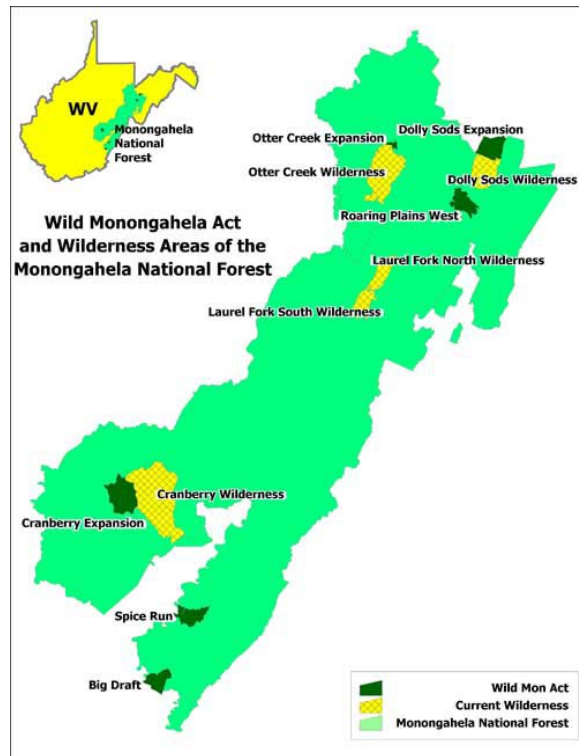 WV
Monongahela
National
Forest
Wild Monongahela Act
and Wilderness Areas of the
Monongahela National Forest
Otter Creek Expansion
Dolly Sods Expansion
Otter Creek Wilderness
Dolly Sods Wilderness
Roaring Plains West
Laurel Fork North Wilderness
Laurel Fork South Wilderness
Cranberry Wilderness
Cranberry Expansion
Spice Run
Big Draft
Wild Mon Act
Current Wilderness
Monongahela National Forest